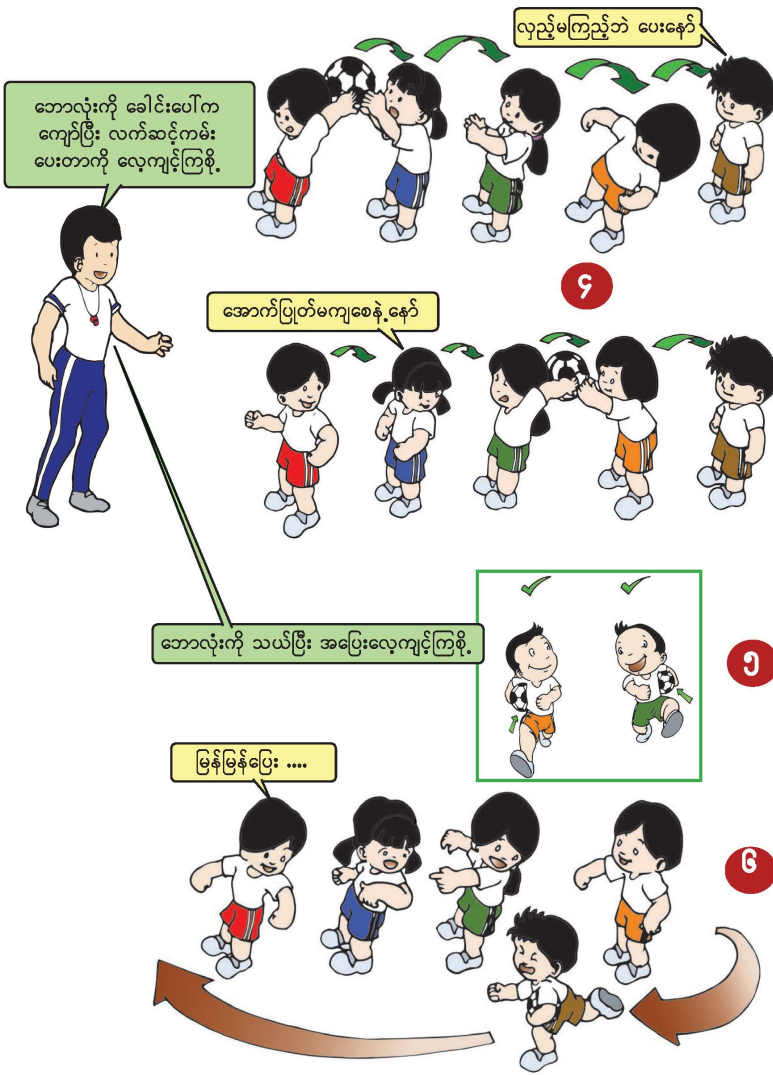 လှည့်မကြည့်ဘဲ ပေးနော်
ဘောလုံးကို ခေါင်းပေါ်က
ကျော်ပြီး လက်ဆင့်ကမ်း
ပေးတာကို လေ့ကျင့်ကြစို့
၄
အောက်ပြုတ်မကျစေနဲ့နော်
ဘောလုံးကို သယ်ပြီး အပြေးလေ့ကျင့်ကြစို့
၅
မြန်မြန်ပြေး ....
၆